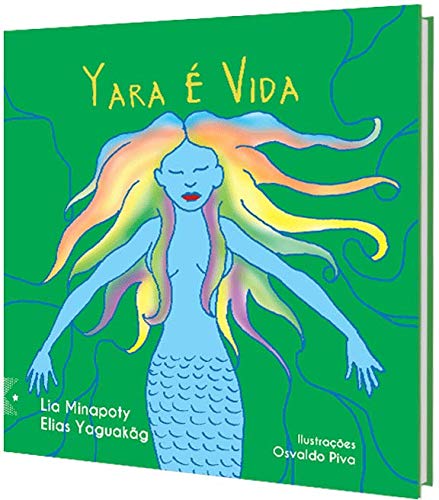 YARA É VIDA
Lia Minapoty
Elias Yaguakãg
Ilustrações
Osvaldo Piva